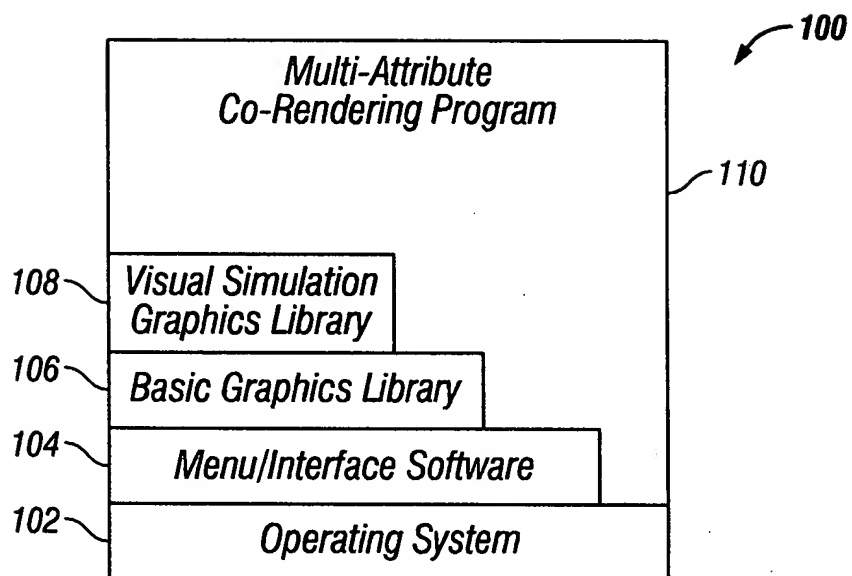 100
Multi-Attribute
Co-Rendering Program
110
108
Visual Simulation
Graphics Library
106
Basic Graphics Library
104
Menu/Interface Software
102
Operating System